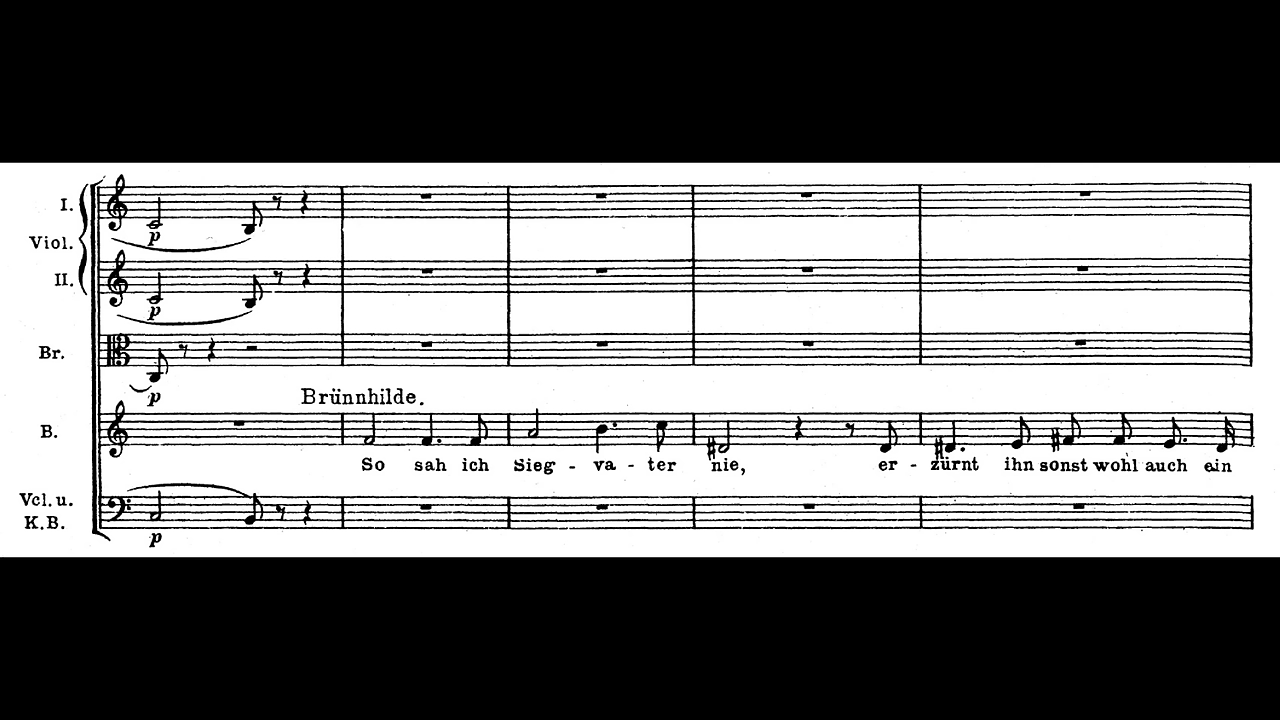 I.
Viol.
II.
p
p
Br.
p
Brünnhilde.
B.
So sah ich Sieg - va - ter nie, er - zürnt ihn sonst wohl auch ein
Vcl. u.
K.B.
p